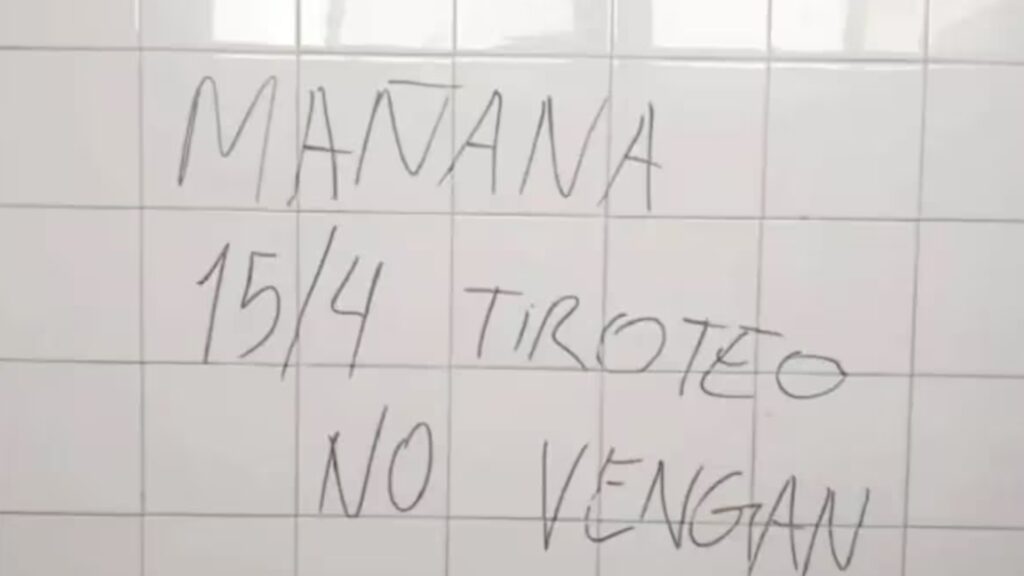 MAÑANA
15/4 TiROTEO
NO VENGAN